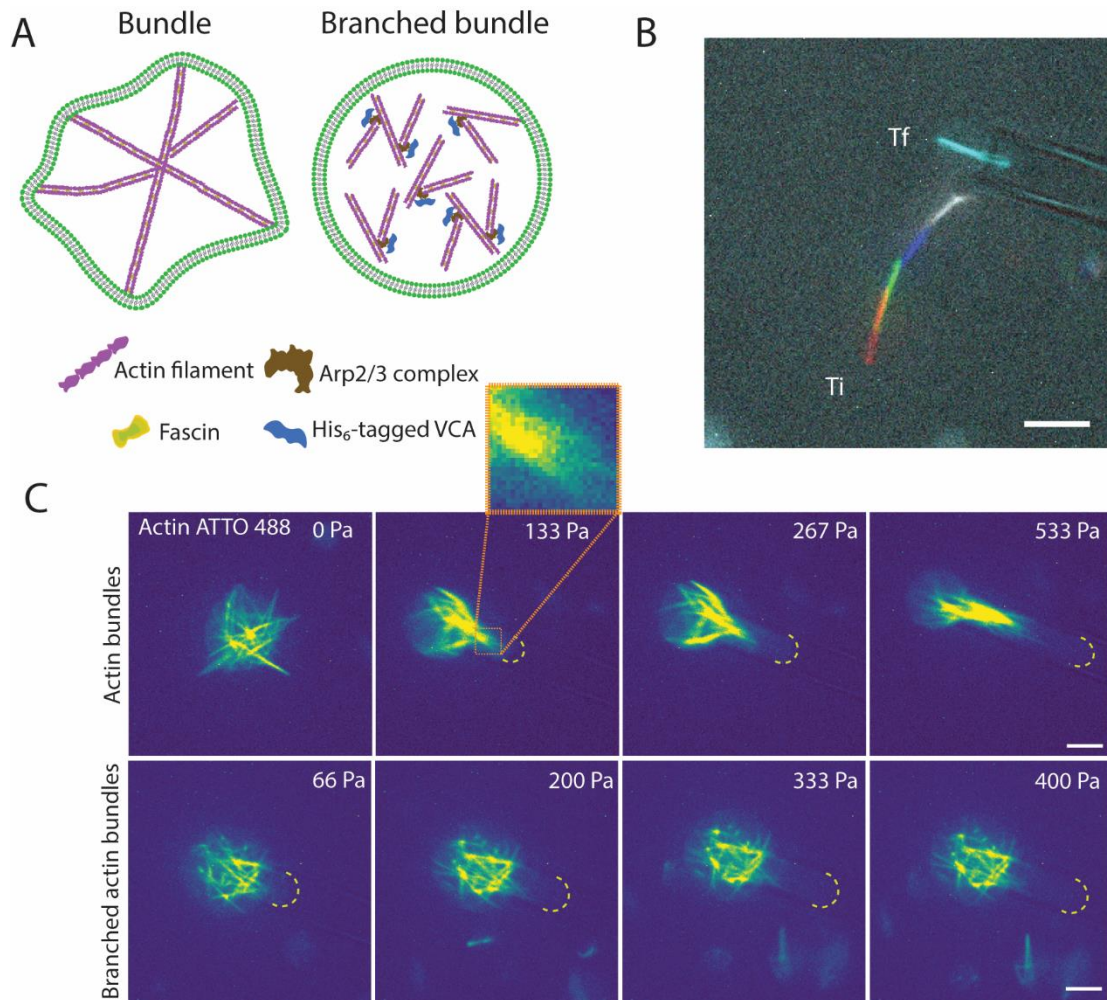 A
Bundle
Branched bundle
B
Tf
Ti
Actin filament
Arp2/3 complex
Fascin
His₆-tagged VCA
C
Actin bundles
Actin ATTO 488
0 Pa
133 Pa
267 Pa
533 Pa
Branched actin bundles
66 Pa
200 Pa
333 Pa
400 Pa